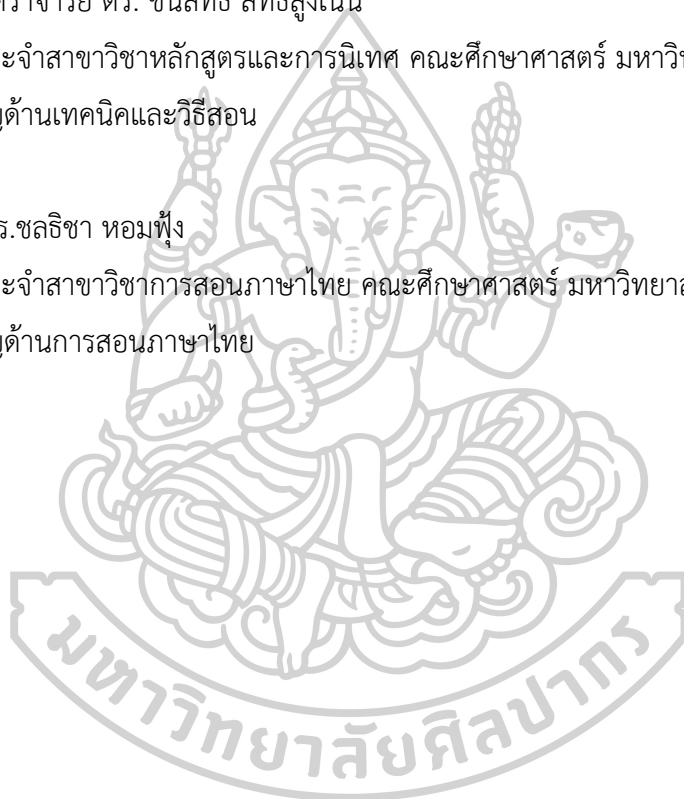 ศราจารย์ ดร. ชนสิทธิ์ สิทธิ์สูงเนิน
ะจำสาขาวิชาหลักสูตรและการนิเทศ คณะศึกษาศาสตร์ มหาวิท
ญด้านเทคนิคและวิธีสอน
ร.ชลธิชา หอมฟุ้ง
ะจำสาขาวิชาการสอนภาษาไทย คณะศึกษาศาสตร์ มหาวิทยาล
ญด้านการสอนภาษาไทย
มหาวิทยาลัยศิลปากร